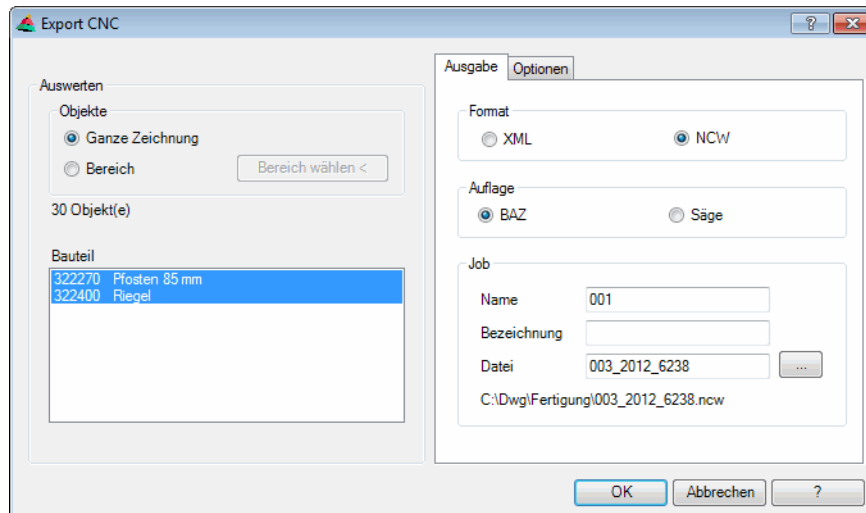 Export CNC
Auswerten
Objekte
Ganze Zeichnung
Bereich
Bereich wählen <
30 Objekt(e)
Bauteil
322270 Pfosten 85 mm
322400 Riegel
Ausgabe
Optionen
Format
XML
NCW
Auflage
BAZ
Säge
Job
Name
001
Bezeichnung
Datei
003_2012_6238
...
C:\Dwg\Fertigung\003_2012_6238.ncw
OK
Abbrechen
?